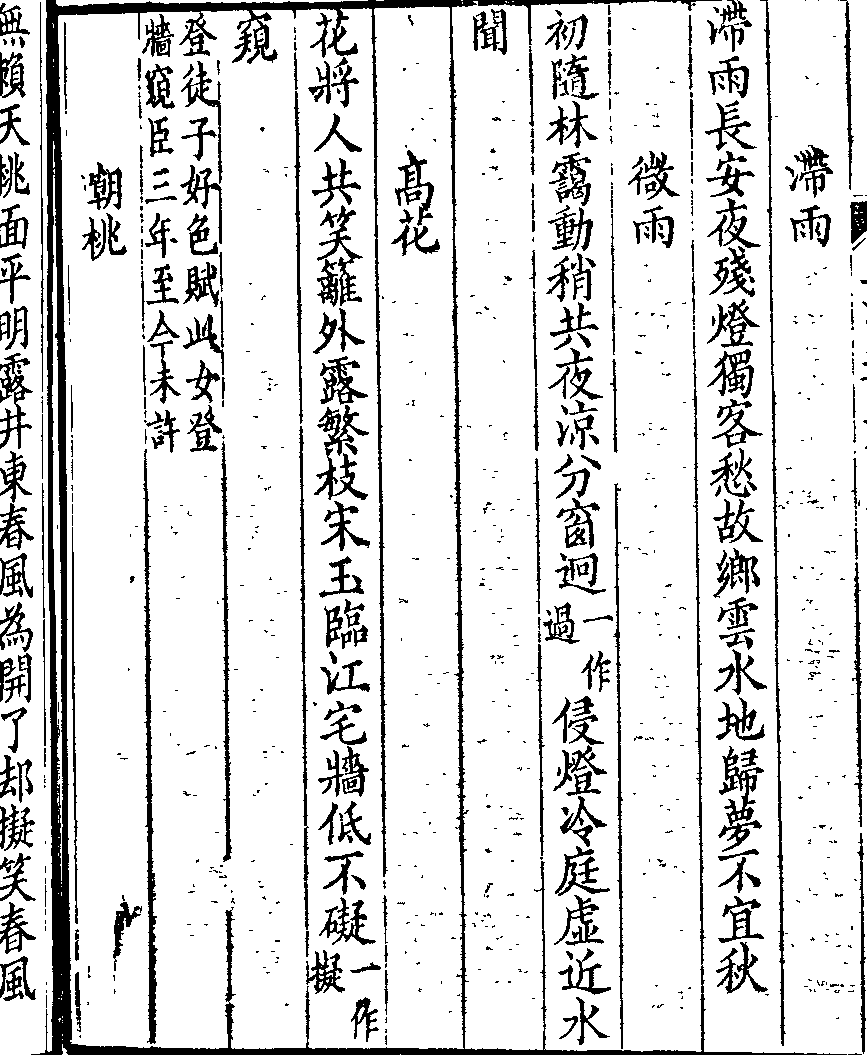 滯雨
滯雨長安夜殘燈獨客愁故鄉雲水地歸夢不宜秋
微雨
初隨林靄動稍共夜涼分窗迥一作過侵燈冷庭虛近水
聞
高花
花將人共笑籬外露繁枝宋玉臨江宅牆低不礙一作擬
窺
登徒子好色賦此女登
牆窺臣三年至今未許
嘲桃
無賴夭桃面平明露井東春風為開了却擬笑春風